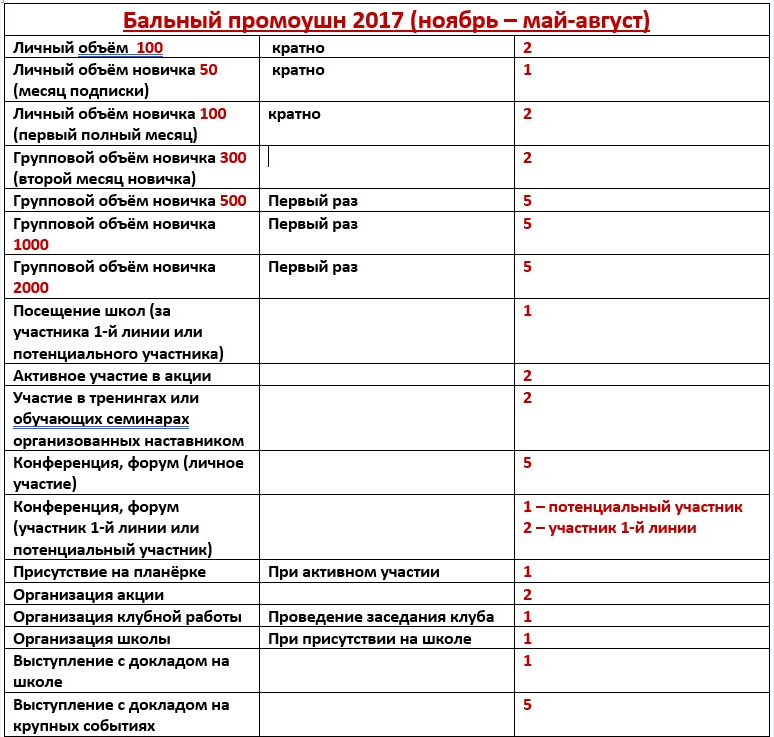 Бальный промоушн 2017 (ноябрь – май-август)
Личный объём 100 кратно 2
Личный объём новичка 50 кратно 1
(месяц подписки)
Личный объём новичка 100 кратно 2
(первый полный месяц)
Групповой объём новичка 300 2
(второй месяц новичка)
Групповой объём новичка 500 Первый раз 5
Групповой объём новичка Первый раз 5
1000
Групповой объём новичка Первый раз 5
2000
Посещение школ (за 1
участника 1-й линии или
потенциального участника)
Активное участие в акции 2
Участие в тренингах или 2
обучающих семинарах
организованных наставником
Конференция, форум (личное 5
участие)
Конференция, форум 1 – потенциальный участник
(участник 1-й линии или 2 – участник 1-й линии
потенциальный участник)
Присутствие на планёрке При активном участии 1
Организация акции 2
Организация клубной работы Проведение заседания клуба 1
Организация школы При присутствии на школе 1
Выступление с докладом на 1
школе
Выступление с докладом на 5
крупных событиях